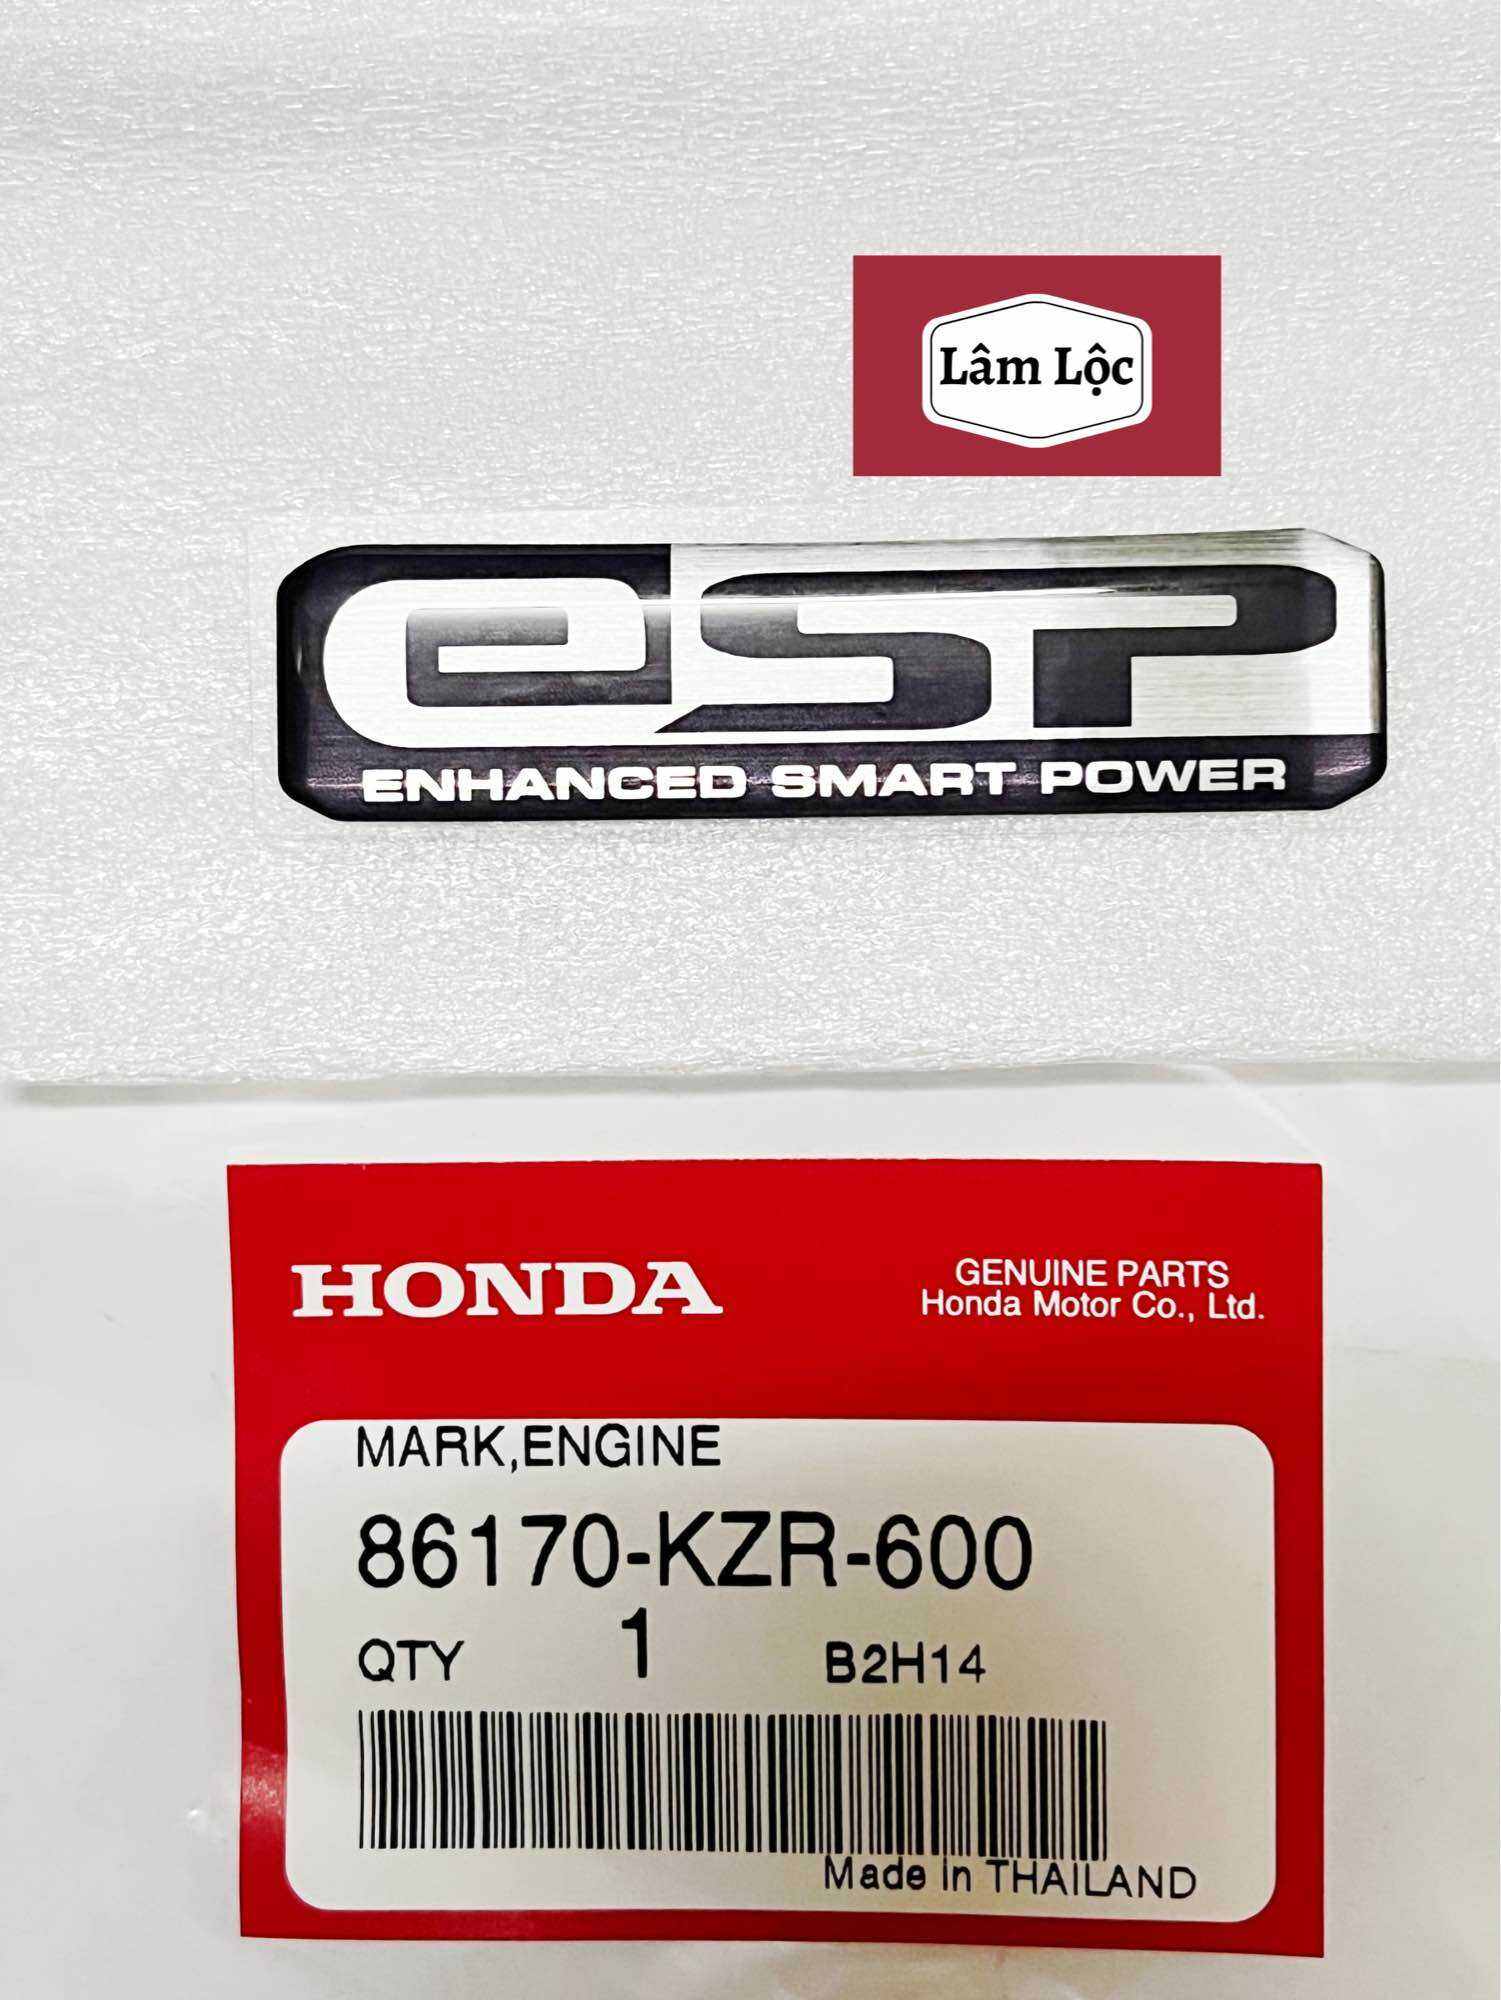 Lâm Lộc
esp
ENHANCED SMART POWER
HONDA
GENUINE PARTS
Honda Motor Co., Ltd.
MARK,ENGINE
86170-KZR-600
QTY 1 B2H14
Made in THAILAND